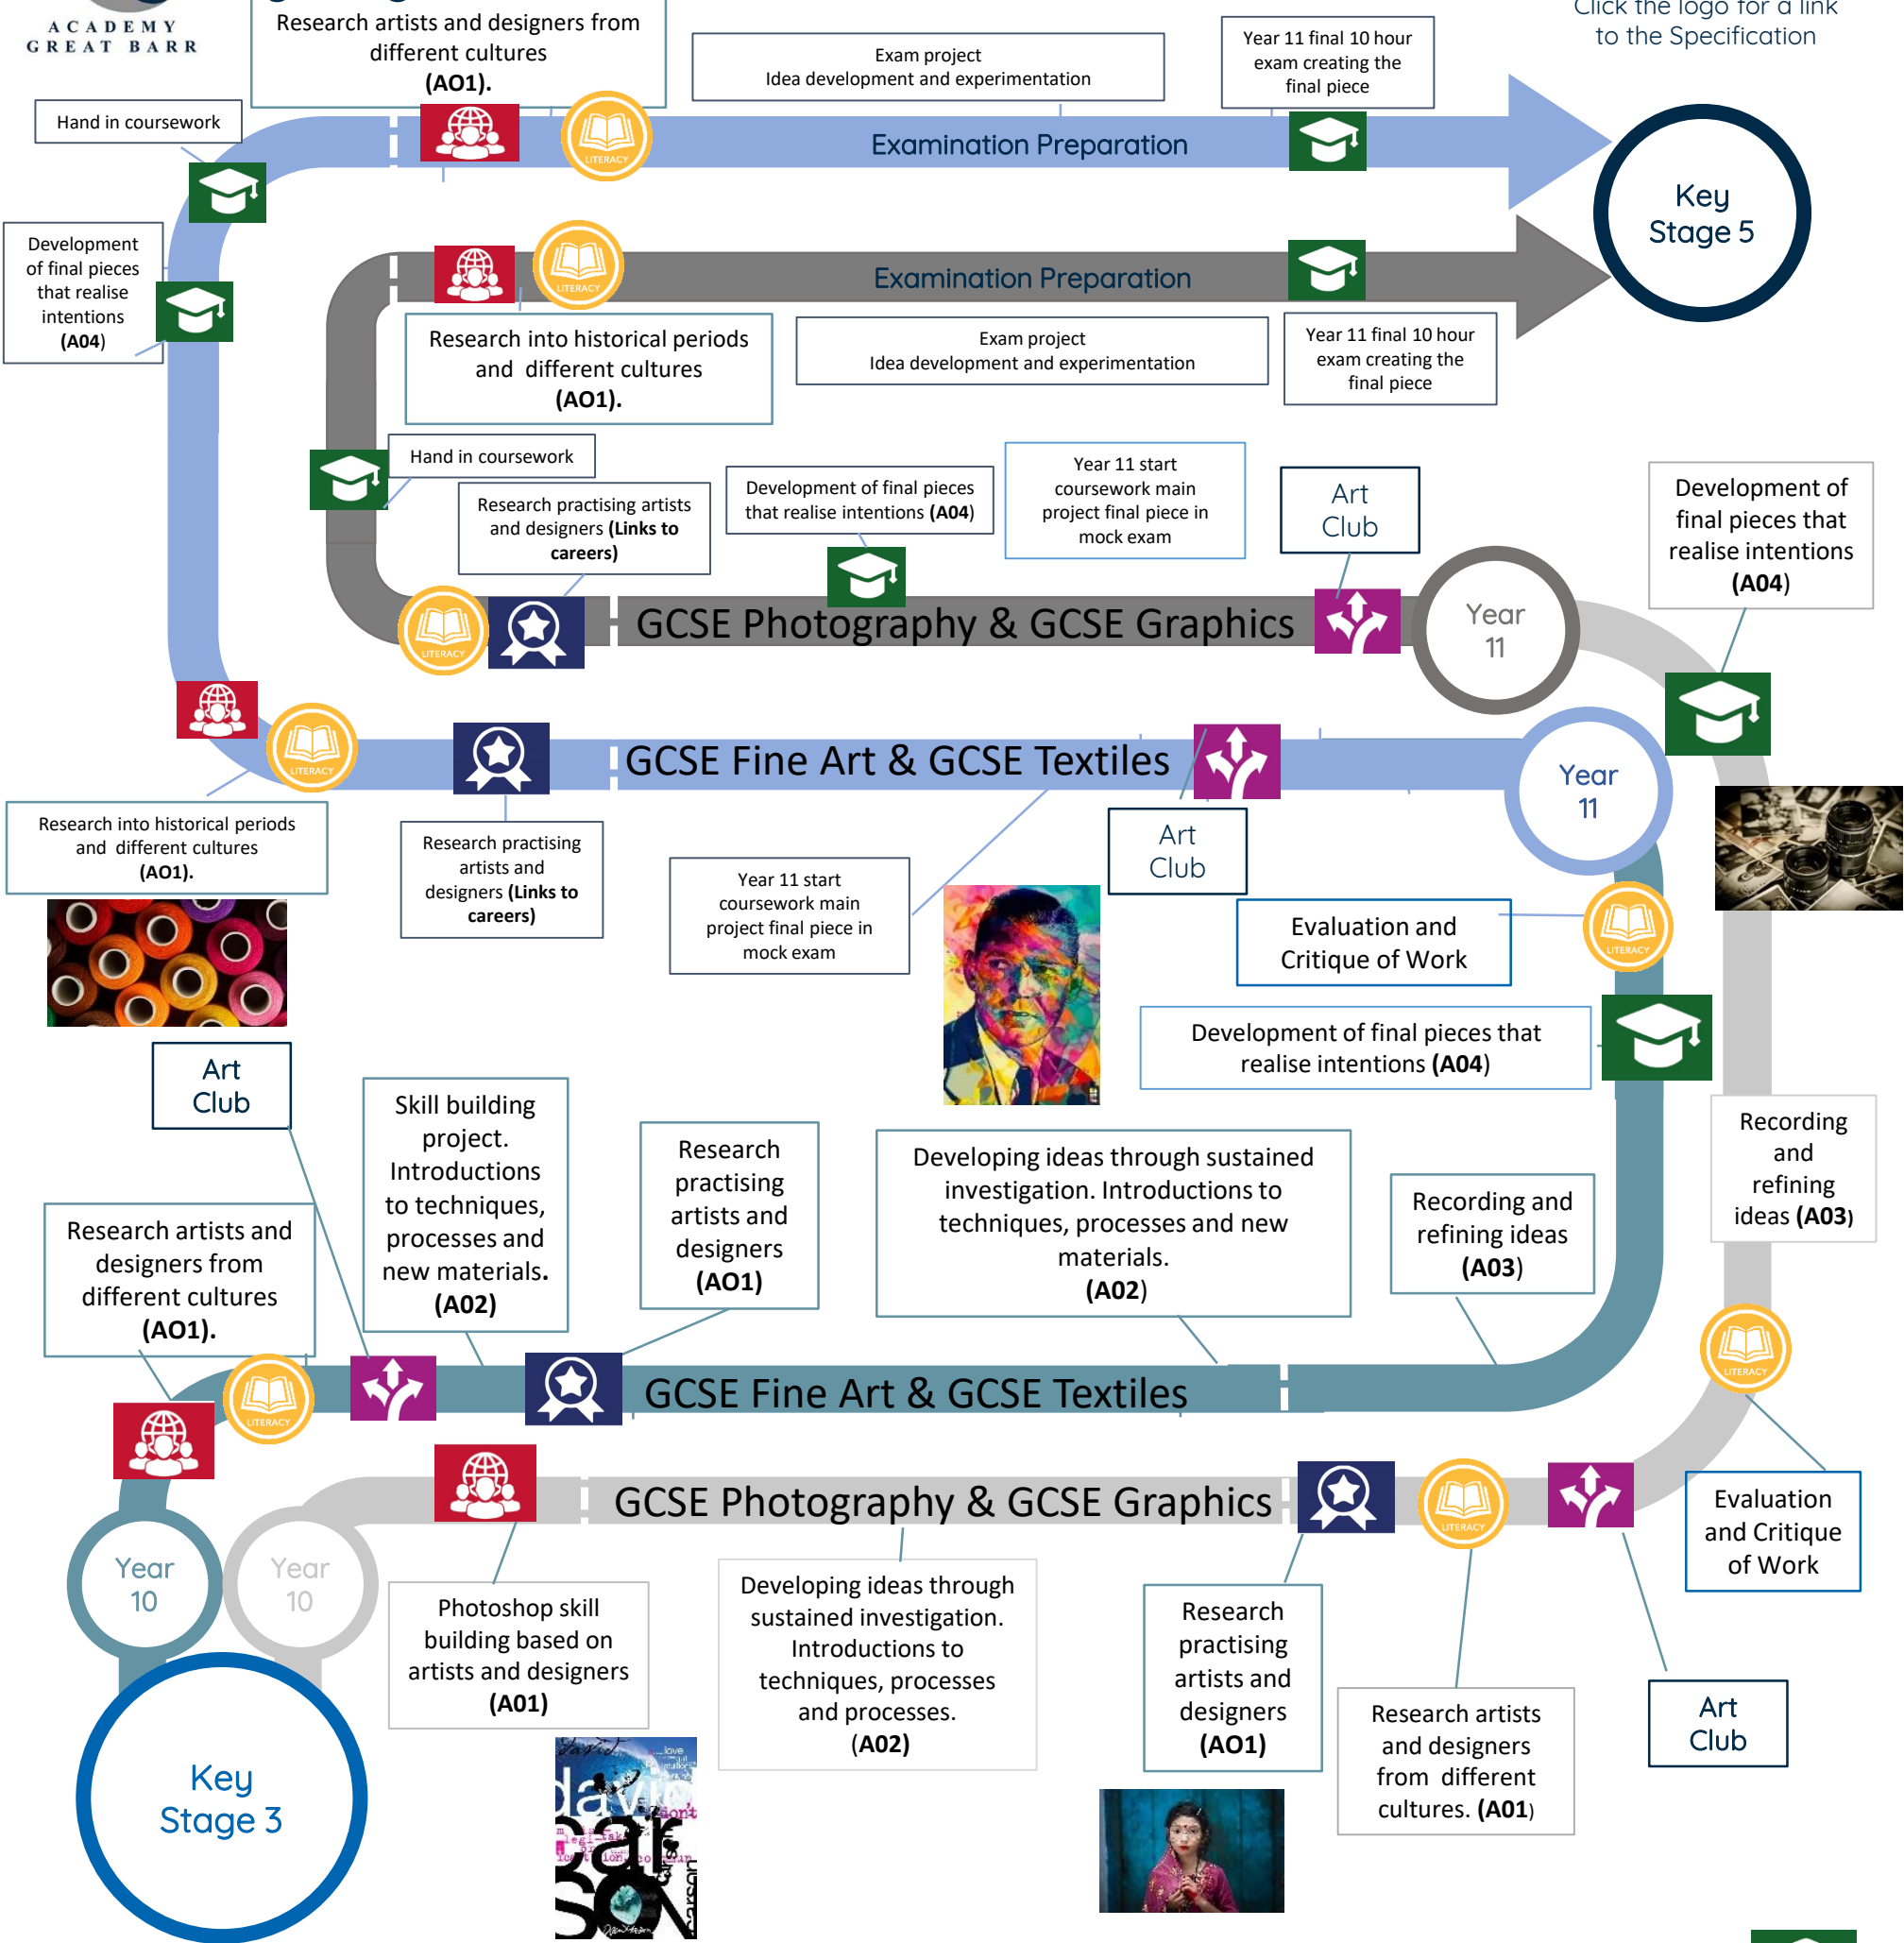 ACADEMY
GREAT BARR
Research artists and designers from
different cultures
(AO1).
Exam project
Idea development and experimentation
Year 11 final 10 hour
exam creating the
final piece
Click the logo for a link
to the Specification
Hand in coursework
LITERACY
Examination Preparation
Key
Stage 5
Development
of final pieces
that realise
intentions
(A04)
LITERACY
Examination Preparation
Research into historical periods
and different cultures
(AO1).
Exam project
Idea development and experimentation
Year 11 final 10 hour
exam creating the
final piece
Hand in coursework
Research practising artists
and designers (Links to
careers)
Development of final pieces
that realise intentions (A04)
Year 11 start
coursework main
project final piece in
mock exam
Art
Club
Development of
final pieces that
realise intentions
(A04)
LITERACY
GCSE Photography & GCSE Graphics
Year
11
LITERACY
GCSE Fine Art & GCSE Textiles
Year
11
Research into historical periods
and different cultures
(AO1).
Research practising
artists and
designers (Links to
careers)
Year 11 start
coursework main
project final piece in
mock exam
Art
Club
Evaluation and
Critique of Work
LITERACY
Development of final pieces that
realise intentions (A04)
Art
Club
Skill building
project.
Introductions
to techniques,
processes and
new materials.
(A02)
Research
practising
artists and
designers
(AO1)
Developing ideas through sustained
investigation. Introductions to
techniques, processes and new
materials.
(A02)
Recording and
refining ideas
(A03)
Recording
and
refining
ideas (A03)
Research artists and
designers from
different cultures
(AO1).
LITERACY
LITERACY
GCSE Fine Art & GCSE Textiles
GCSE Photography & GCSE Graphics
LITERACY
Evaluation
and Critique
of Work
Year
10
Year
10
Photoshop skill
building based on
artists and designers
(A01)
Developing ideas through
sustained investigation.
Introductions to
techniques, processes
and processes.
(A02)
Research
practising
artists and
designers
(AO1)
Research artists
and designers
from different
cultures. (A01)
Art
Club
Key
Stage 3
david
carson